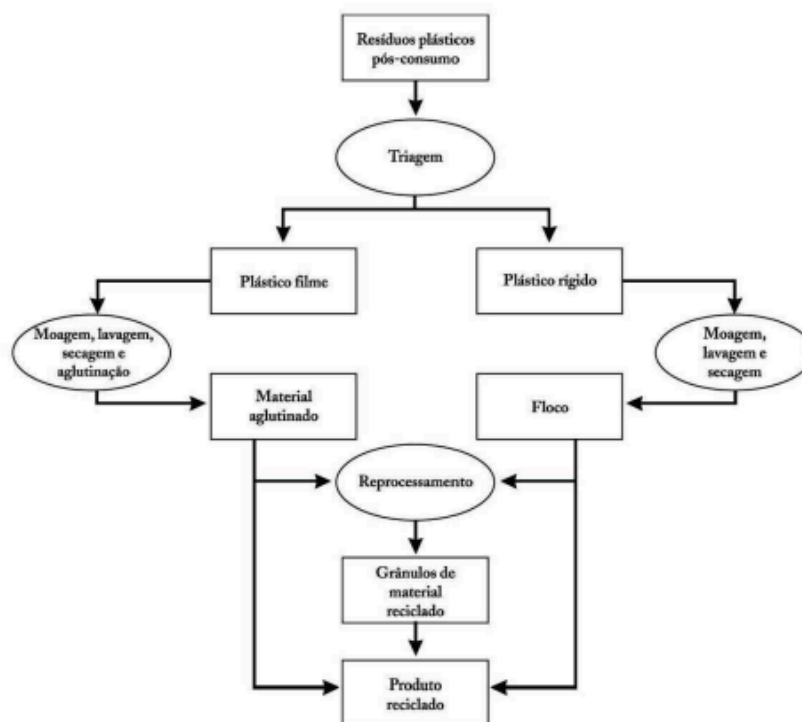 Resíduos plásticos
pós-consumo
Triagem
Plástico filme
Plástico rígido
Moagem, lavagem,
secagem e
aglutinação
Moagem,
lavagem e
secagem
Material
aglutinado
Floco
Reprocessamento
Grânulos de
material
reciclado
Produto
reciclado